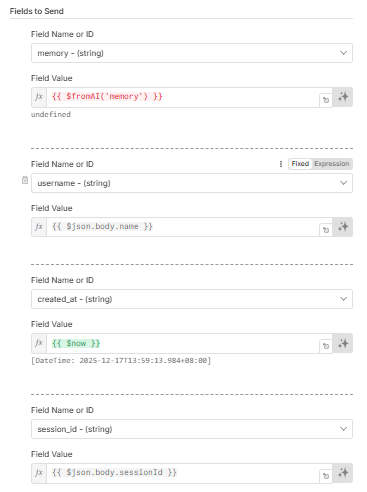 Fields to Send
Field Name or ID
memory - (string)
Field Value
fx {{ $fromAI('memory') }}
undefined
Field Name or ID
Fixed Expression
username - (string)
Field Value
fx {{ $json.body.name }}
Field Name or ID
created_at - (string)
Field Value
fx {{ $now }}
[DateTime: 2025-12-17T13:59:13.984+08:00]
Field Name or ID
session_id - (string)
Field Value
fx {{ $json.body.sessionId }}